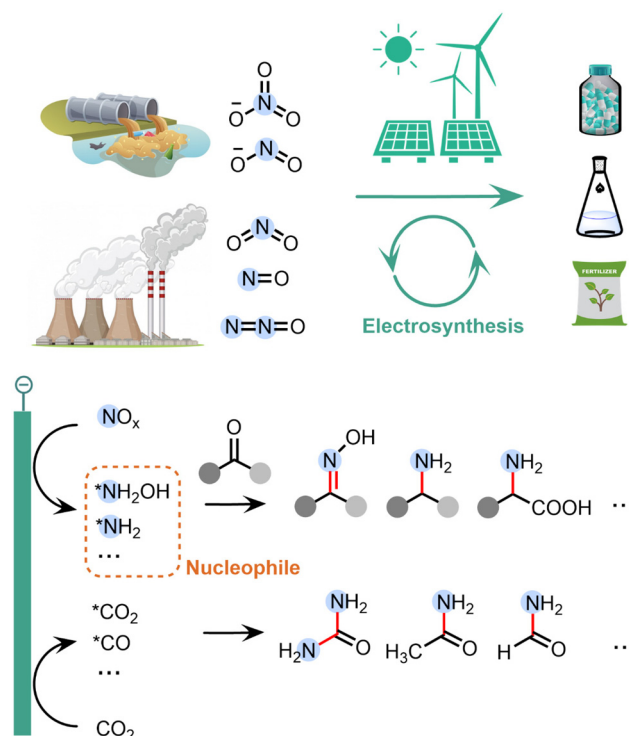 O
⁻O N O
⁻O N O
O N O
N=O
N=N=O
FERTILIZER
Electrosynthesis
⊖
NOₓ
*NH₂OH
*NH₂
...
Nucleophile
O
N OH
NH₂
NH₂
COOH
..
*CO₂
*CO
...
CO₂
NH₂
H₂N O
NH₂
H₃C O
NH₂
H O
..